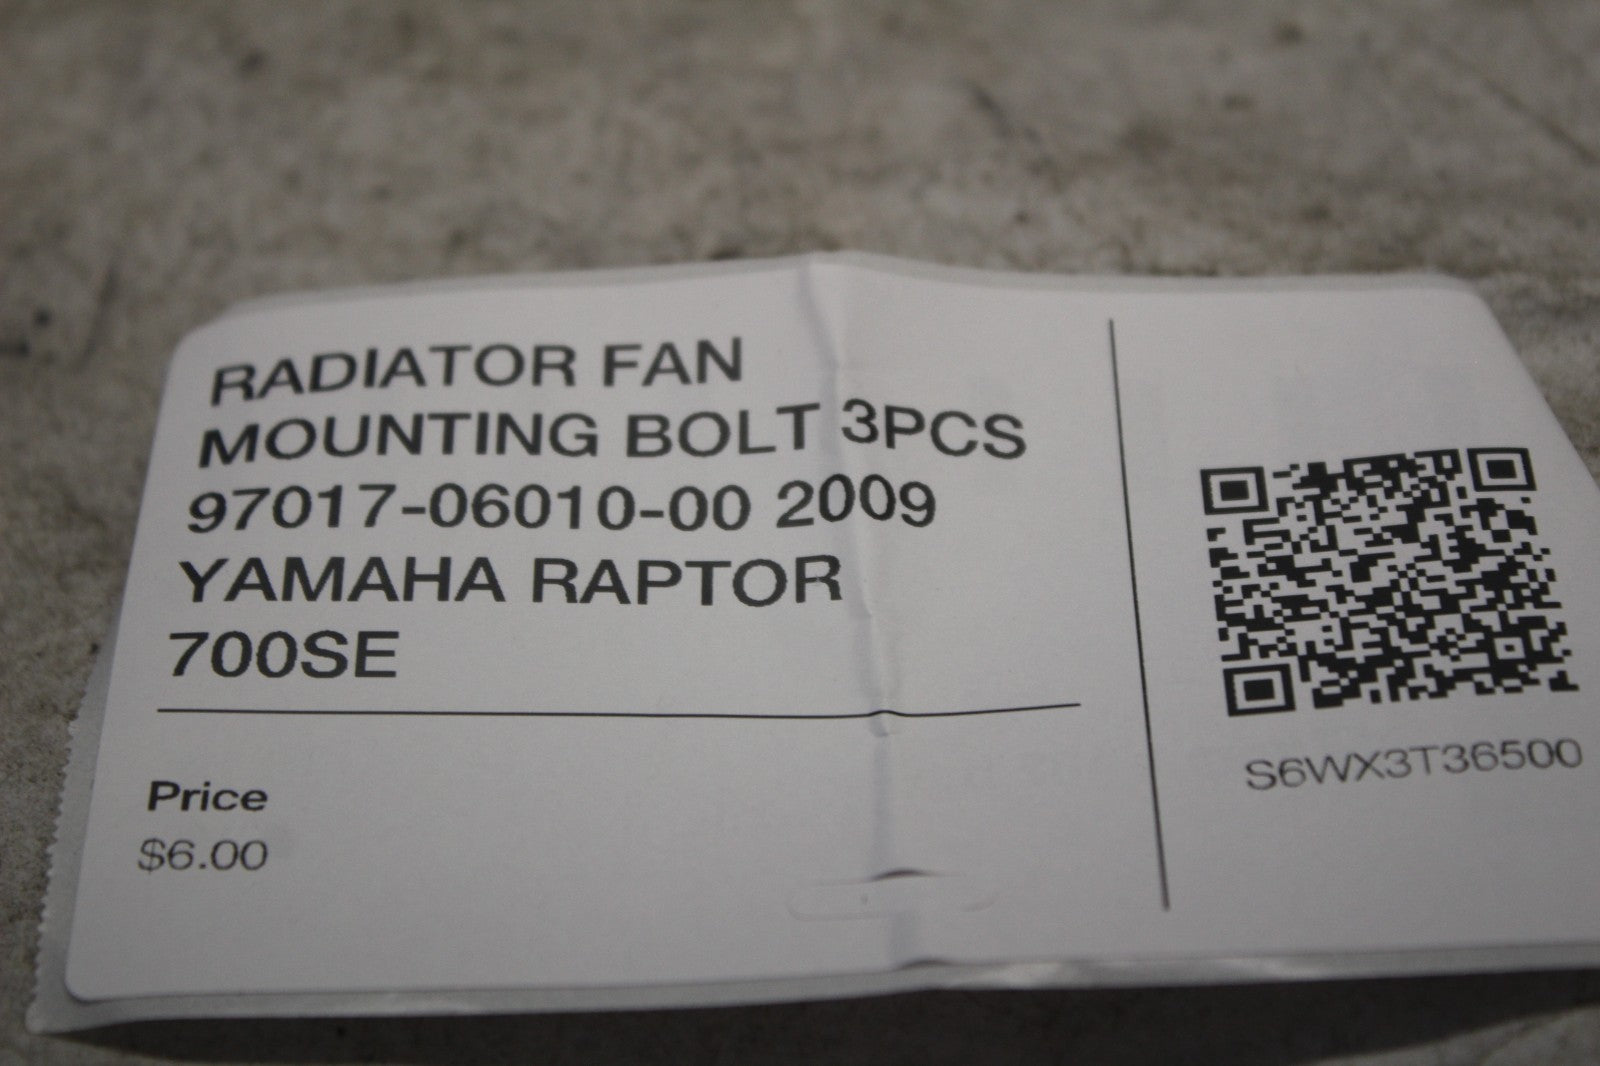 RADIATOR FAN
MOUNTING BOLT 3PCS
97017-06010-00 2009
YAMAHA RAPTOR
700SE
Price
$6.00
S6WX3T36500